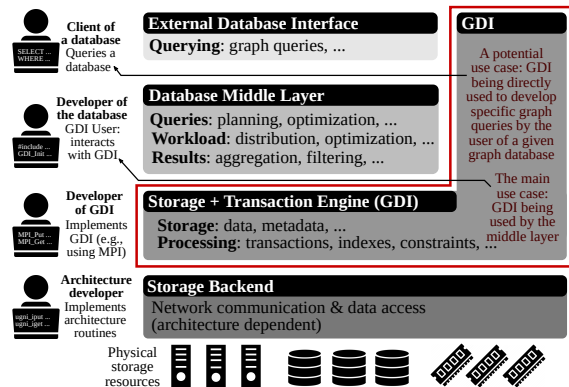 Client of
a database
Queries a
database
SELECT ...
WHERE ...
External Database Interface
Querying: graph queries, ...
GDI
A potential
use case: GDI
being directly
used to develop
specific graph
queries by the
user of a given
graph database
The main
use case:
GDI being
used by the
middle layer
Developer of
the database
GDI User:
interacts
with GDI
#include ...
GDI_Init ...
Database Middle Layer
Queries: planning, optimization, ...
Workload: distribution, optimization, ...
Results: aggregation, filtering, ...
Developer
of GDI
Implements
GDI (e.g.,
using MPI)
MPI_Put ...
MPI_Get ...
Storage + Transaction Engine (GDI)
Storage: data, metadata, ...
Processing: transactions, indexes, constraints, ...
Architecture
developer
Implements
architecture
routines
ugni_iput ...
ugni_iget ...
Storage Backend
Network communication & data access
(architecture dependent)
Physical
storage
resources